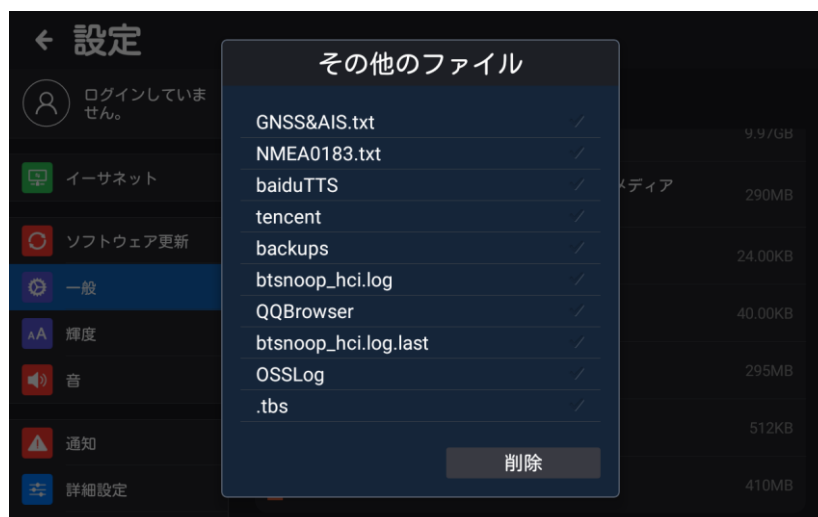 設定
ログインしていま
せん。
イーサネット
ソフトウェア更新
一般
AA 輝度
音
通知
詳細設定
その他のファイル
GNSS&AIS.txt
NMEA0183.txt
baiduTTS
tencent
backups
btsnoop_hci.log
QQBrowser
btsnoop_hci.log.last
OSSLog
.tbs
削除
9.97GB
メディア
290MB
24.00KB
40.00KB
295MB
512KB
410MB